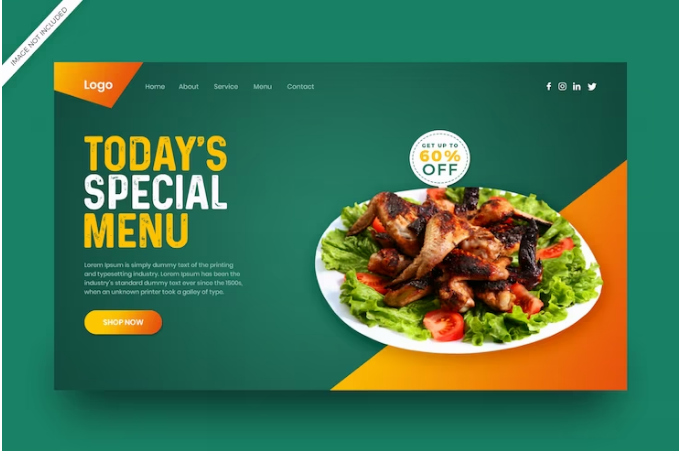 IMAGE NOT INCLUDED
Logo
Home About Service Menu Contact
TODAY'S
SPECIAL
MENU
GET UP TO
60%
OFF
Lorem Ipsum is simply dummy text of the printing
and typesetting industry. Lorem Ipsum has been the
Industry's standard dummy text ever since the 1500s,
when an unknown printer took a galley of type.
SHOP NOW